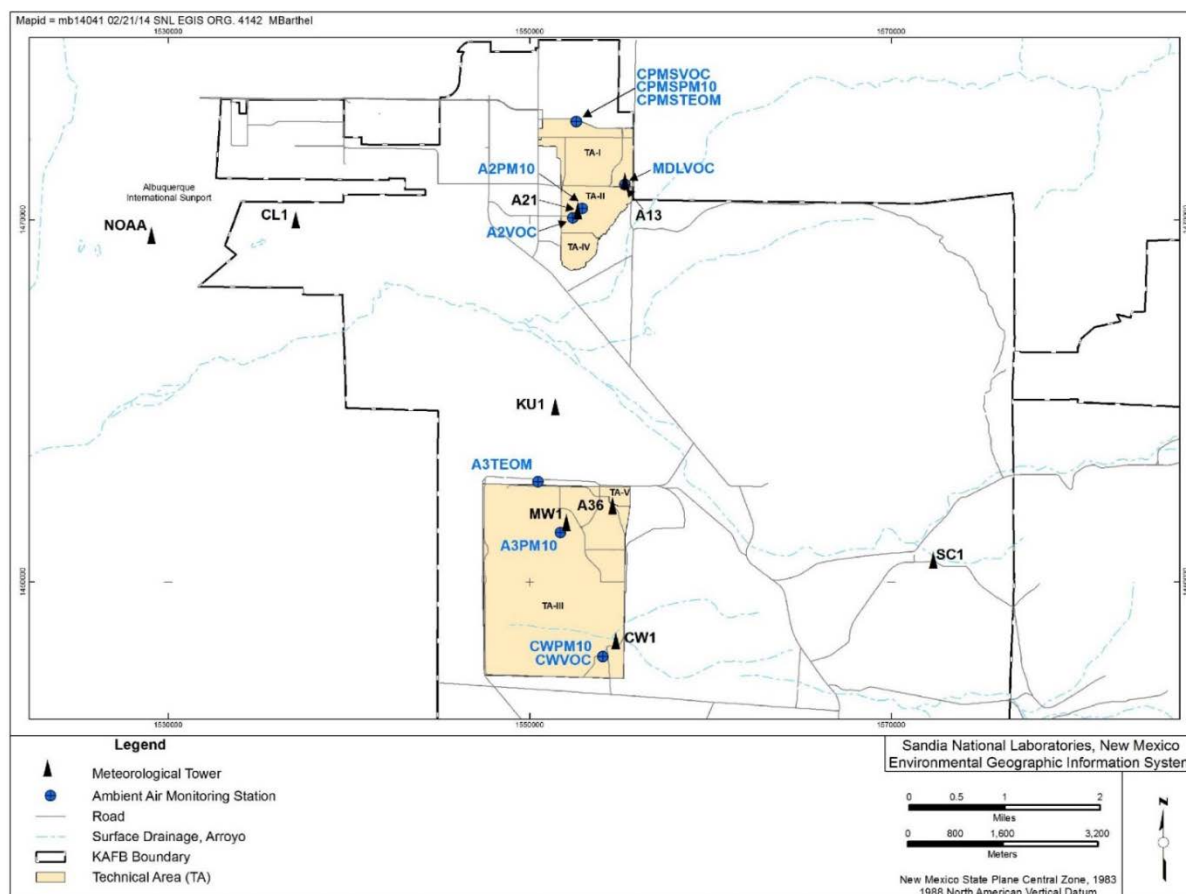 Mapid = mb14041 02/21/14 SNL EGIS ORG. 4142 MBarthel
1530000
1550000
1570000
CPMSVOC
CPMSPM10
CPMSTEOM
TA-I
A2PM10
MDLVOC
Albuquerque
International Sunport
TA-II
A21
A13
NOAA
CL1
1470000
A2VOC
TA-IV
KU1
A3TEOM
TA-V
A36
MW1
A3PM10
SC1
TA-III
CW1
CWPM10
CWVOC
1530000
1550000
1570000
Legend
Meteorological Tower
Ambient Air Monitoring Station
Road
Surface Drainage, Arroyo
KAFB Boundary
Technical Area (TA)
Sandia National Laboratories, New Mexico
Environmental Geographic Information System
0 0.5 1 2
Miles
0 800 1,600 3,200
Meters
N
New Mexico State Plane Central Zone, 1983
1988 North American Vertical Datum